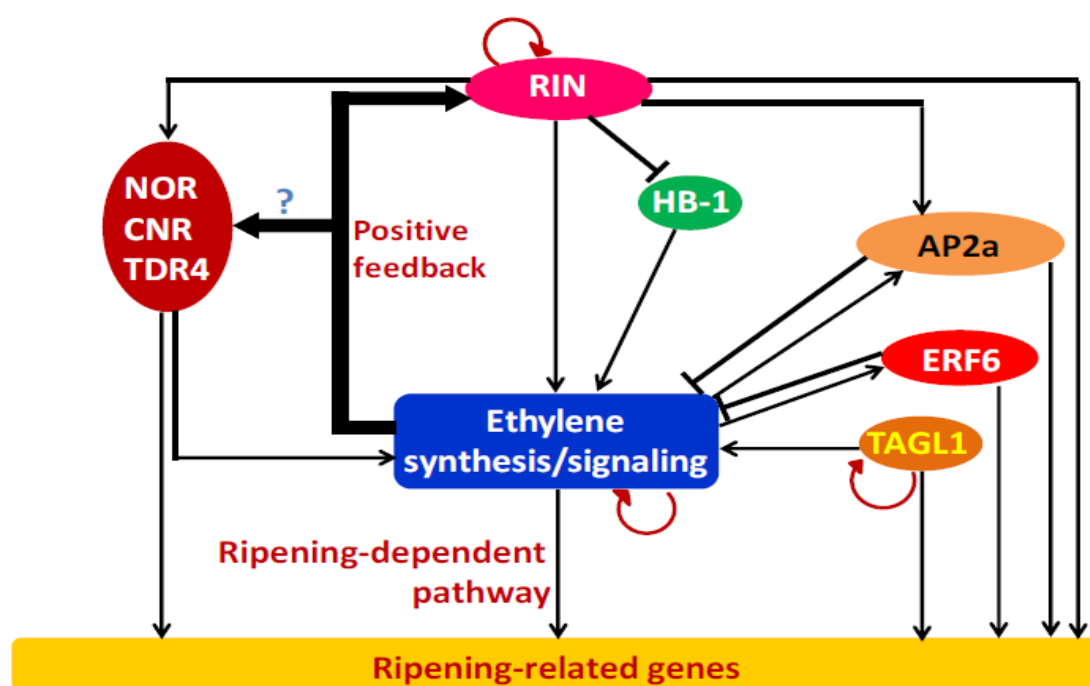 RIN
NOR
CNR
TDR4
?
HB-1
Positive
feedback
AP2a
ERF6
Ethylene
synthesis/signaling
TAGL1
Ripening-dependent
pathway
Ripening-related genes